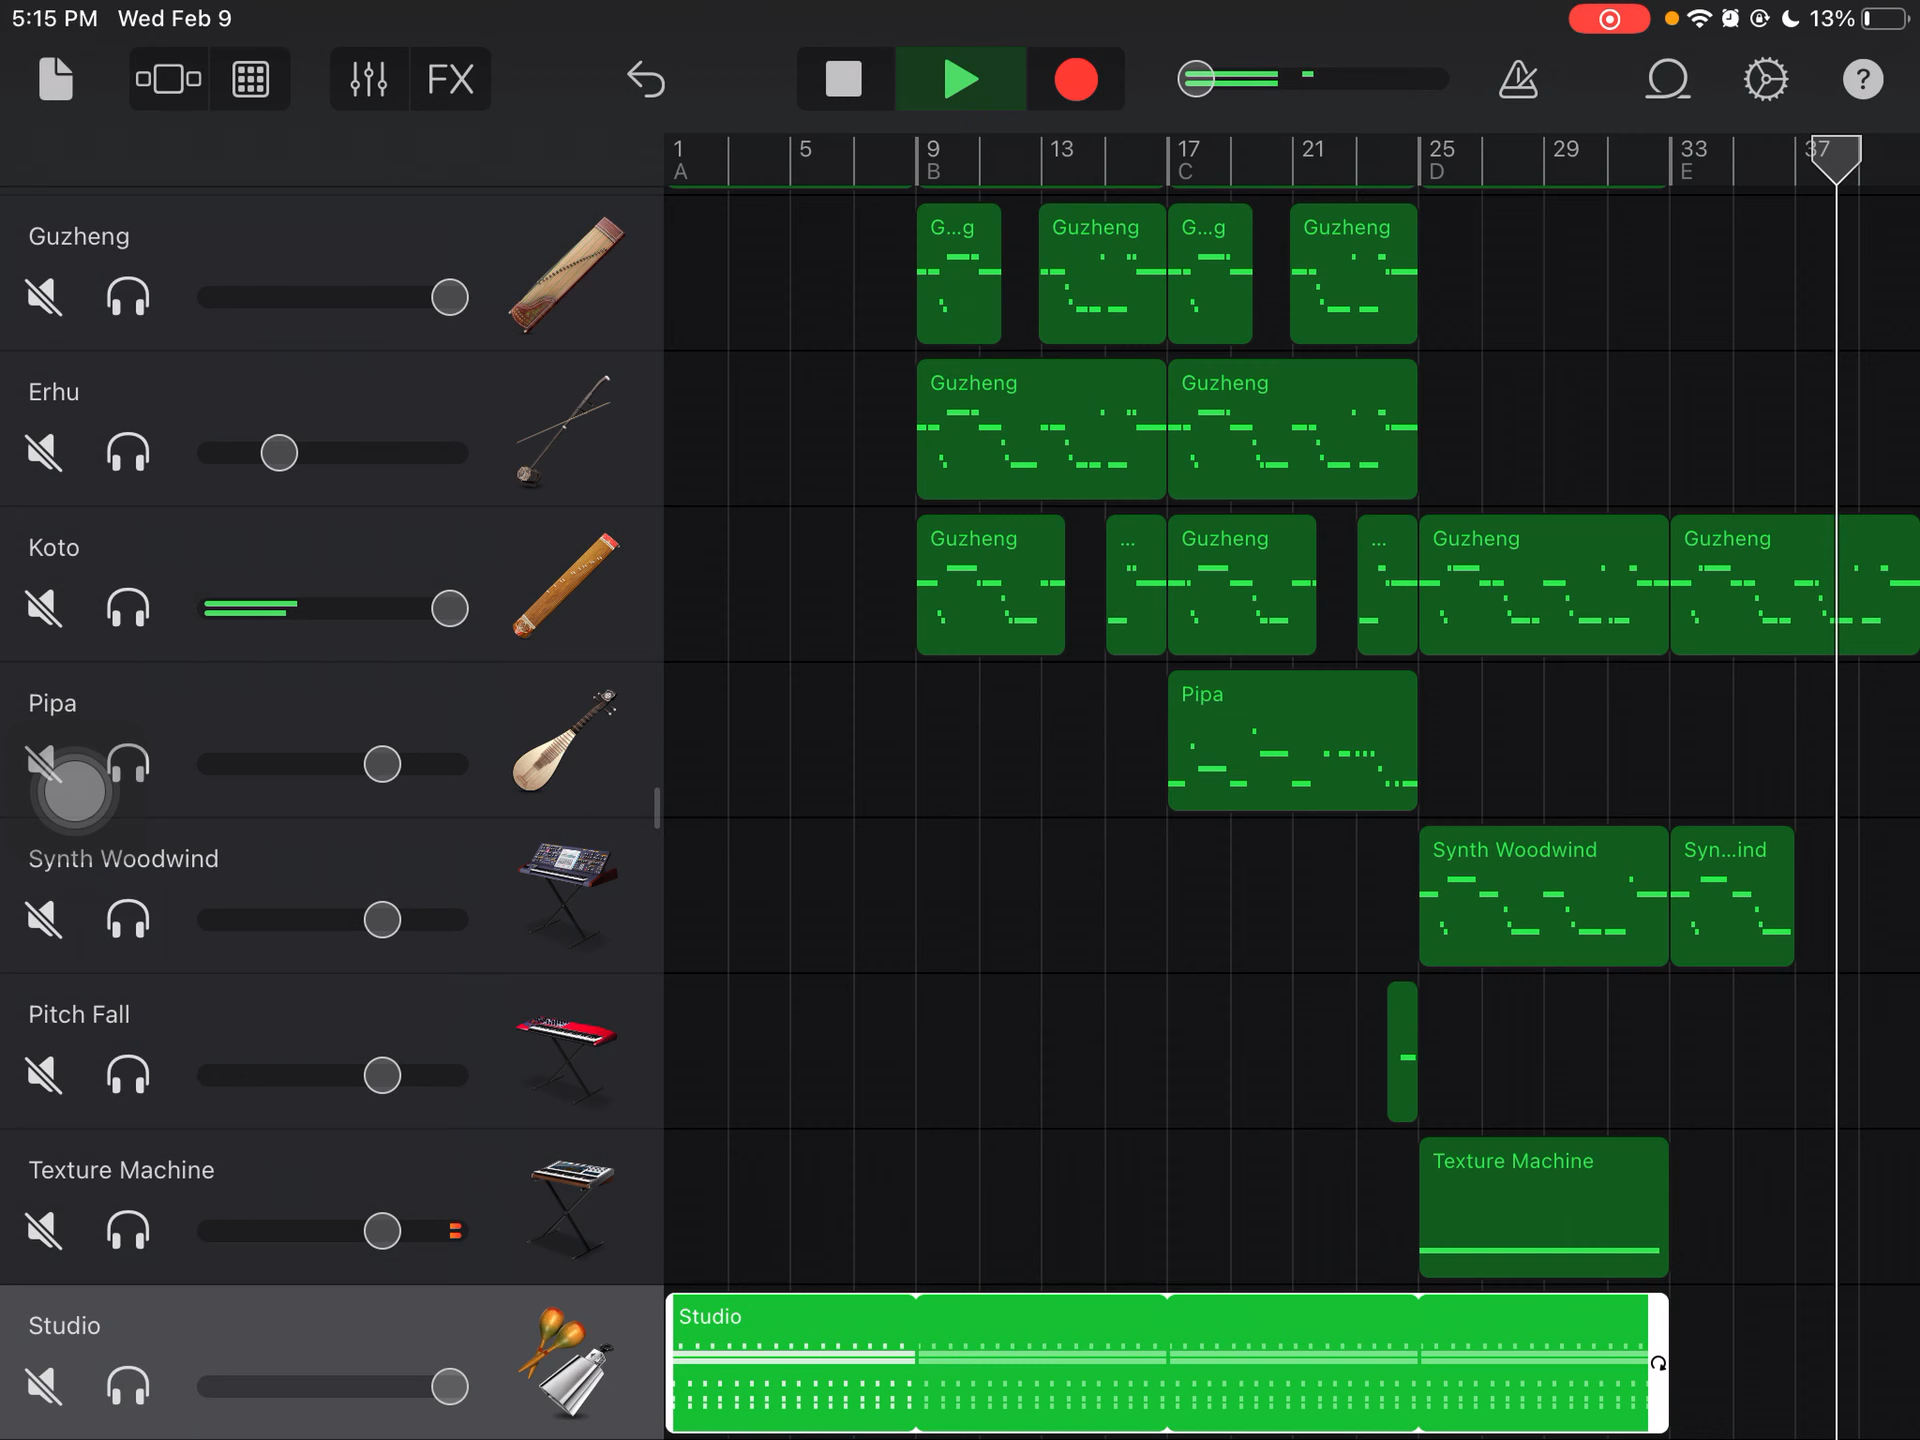 5:15 PM Wed Feb 9
13%
FX
?
1 5 9 13 17 21 25 29 33 37
A B C D E
Guzheng
G...g Guzheng G...g Guzheng
Erhu
Guzheng Guzheng
Koto
Guzheng ... Guzheng ... Guzheng Guzheng
Pipa
Pipa
Synth Woodwind
Synth Woodwind Syn...ind
Pitch Fall
Texture Machine
Texture Machine
Studio
Studio